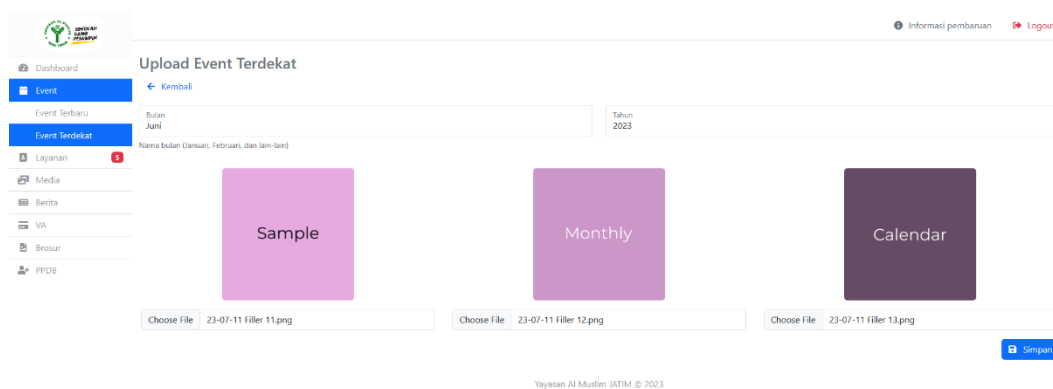 SEKOLAH
SANG
PEMIMPIN
Informasi pembaruan
Logout
Dashboard
Event
Event Terbaru
Event Terdekat
Layanan 5
Media
Berita
VA
Brosur
PPDB
Upload Event Terdekat
Kembali
Bulan
Juni
Tahun
2023
Nama bulan (Januari, Februari, dan lain-lain)
Sample
Monthly
Calendar
Choose File 23-07-11 Filler 11.png
Choose File 23-07-11 Filler 12.png
Choose File 23-07-11 Filler 13.png
Simpan
Yayasan Al Muslim JATIM © 2023